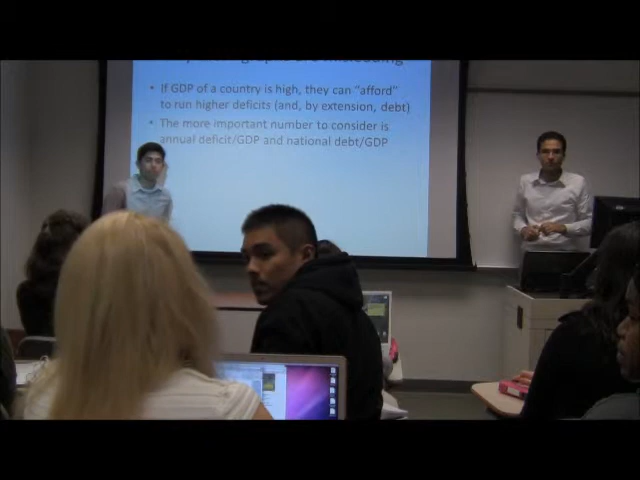 • If GDP of a country is high, they can "afford"
to run higher deficits (and, by extension, debt)
• The more important number to consider is
annual deficit/GDP and national debt/GDP